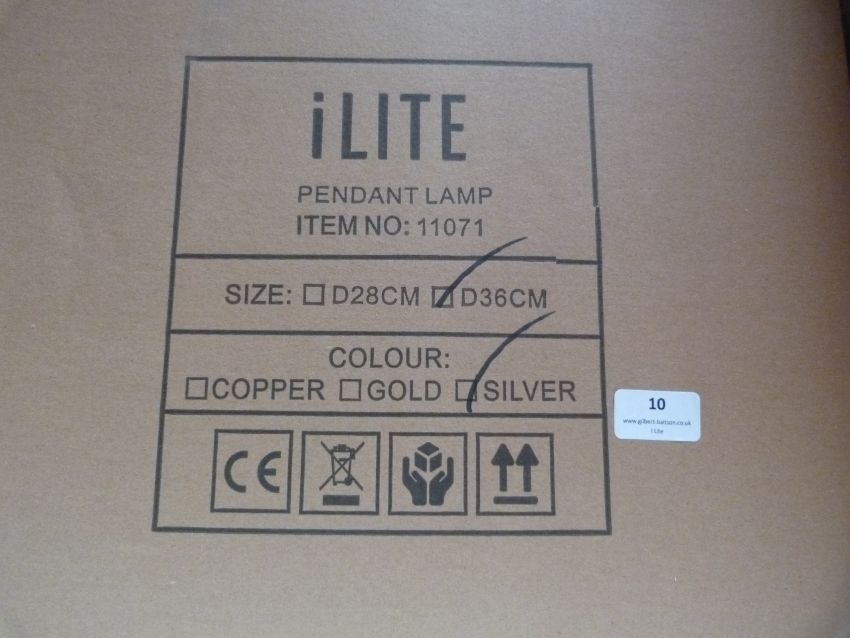 iLITE
PENDANT LAMP
ITEM NO: 11071
SIZE: ☐ D28CM ☑ D36CM
COLOUR:
☐ COPPER ☐ GOLD ☑ SILVER
CE
10
www.gilbert-baitson.co.uk
I Lite